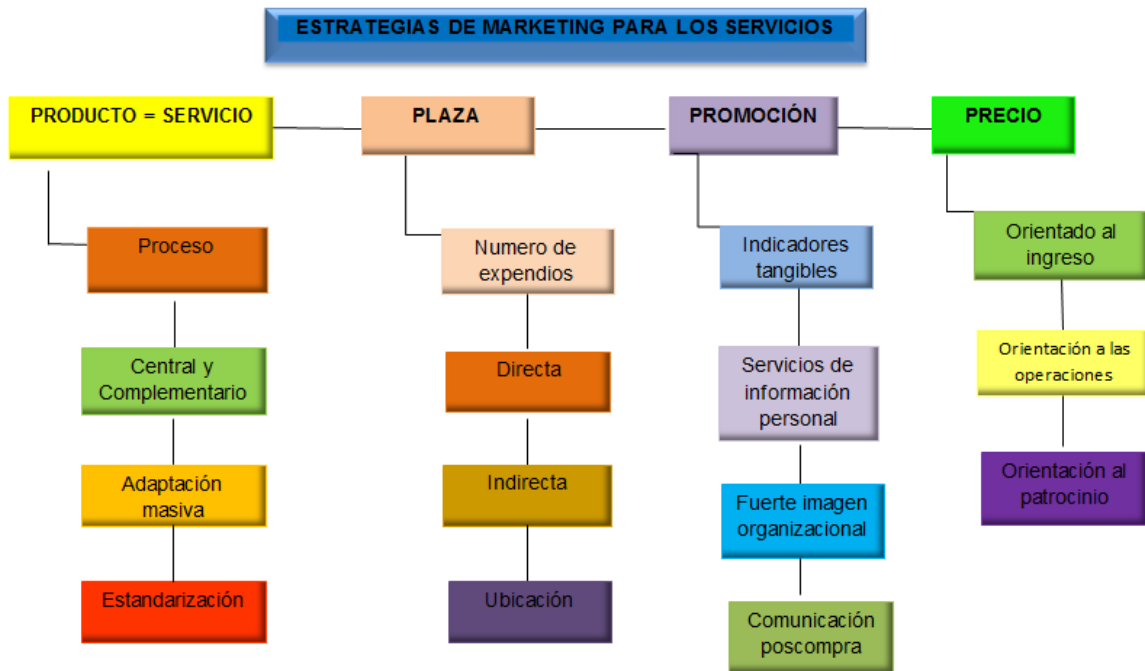 ESTRATEGIAS DE MARKETING PARA LOS SERVICIOS
PRODUCTO = SERVICIO
PLAZA
PROMOCIÓN
PRECIO
Proceso
Central y
Complementario
Adaptación
masiva
Estandarización
Numero de
expendios
Directa
Indirecta
Ubicación
Indicadores
tangibles
Servicios de
información
personal
Fuerte imagen
organizacional
Comunicación
poscompra
Orientado al
ingreso
Orientación a las
operaciones
Orientación al
patrocinio